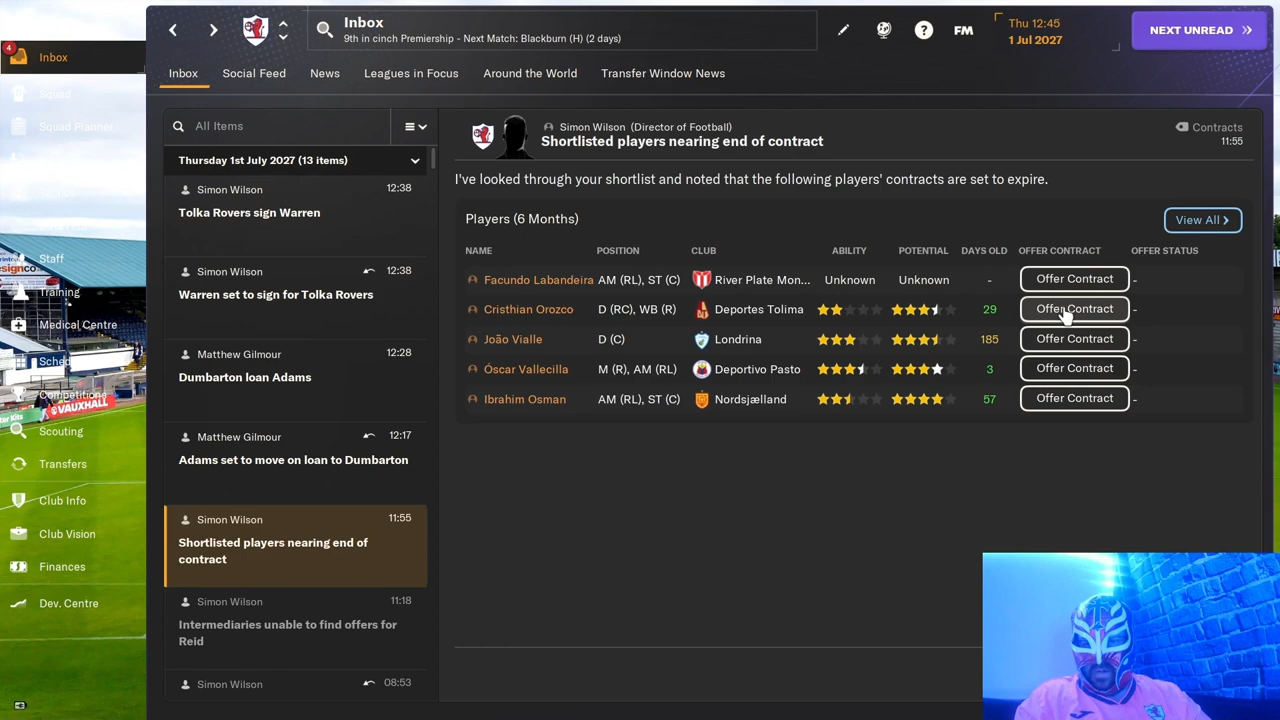 Inbox
9th in cinch Premiership - Next Match: Blackburn (H) (2 days)
?
FM
Thu 12:45
1 Jul 2027
NEXT UNREAD
4
Inbox
Squad
Squad Planner
Staff
Training
Medical Centre
Sched
Competitions
Scouting
Transfers
Club Info
Club Vision
Finances
Dev. Centre
VAUXHALL
Inbox
Social Feed
News
Leagues in Focus
Around the World
Transfer Window News
All Items
Thursday 1st July 2027 (13 items)
Simon Wilson 12:38
Tolka Rovers sign Warren
Simon Wilson 12:38
Warren set to sign for Tolka Rovers
Matthew Gilmour 12:28
Dumbarton loan Adams
Matthew Gilmour 12:17
Adams set to move on loan to Dumbarton
Simon Wilson 11:55
Shortlisted players nearing end of
contract
Simon Wilson 11:18
Intermediaries unable to find offers for
Reid
Simon Wilson 08:53
Simon Wilson (Director of Football)
Shortlisted players nearing end of contract
Contracts
11:55
I've looked through your shortlist and noted that the following players' contracts are set to expire.
Players (6 Months)
View All
NAME POSITION CLUB ABILITY POTENTIAL DAYS OLD OFFER CONTRACT OFFER STATUS
Facundo Labandeira AM (RL), ST (C) River Plate Mon... Unknown Unknown - Offer Contract -
Cristhian Orozco D (RC), WB (R) Deportes Tolima 29 Offer Contract -
João Vialle D (C) Londrina 185 Offer Contract -
Óscar Vallecilla M (R), AM (RL) Deportivo Pasto 3 Offer Contract -
Ibrahim Osman AM (RL), ST (C) Nordsjælland 57 Offer Contract -